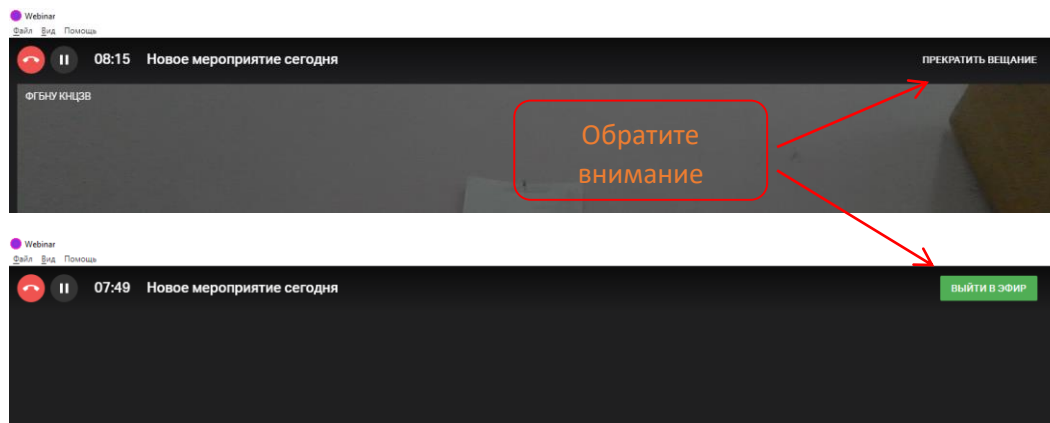 Webinar
Файл Вид Помощь
08:15 Новое мероприятие сегодня ПРЕКРАТИТЬ ВЕЩАНИЕ
ФГБНУ КНЦЗВ
Обратите
внимание
Webinar
Файл Вид Помощь
07:49 Новое мероприятие сегодня ВЫЙТИ В ЭФИР